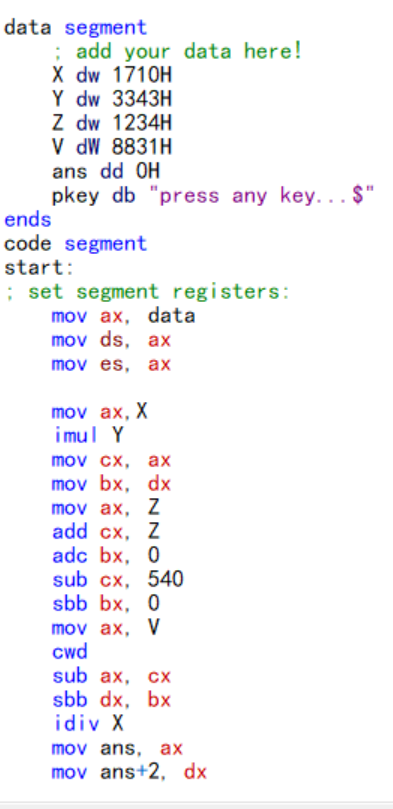 data segment
; add your data here!
X dw 1710H
Y dw 3343H
Z dw 1234H
V dW 8831H
ans dd 0H
pkey db "press any key...$"
ends
code segment
start:
; set segment registers:
mov ax, data
mov ds, ax
mov es, ax
mov ax,X
imul Y
mov cx, ax
mov bx, dx
mov ax, Z
add cx, Z
adc bx, 0
sub cx, 540
sbb bx, 0
mov ax, V
cwd
sub ax, cx
sbb dx, bx
idiv X
mov ans, ax
mov ans+2, dx